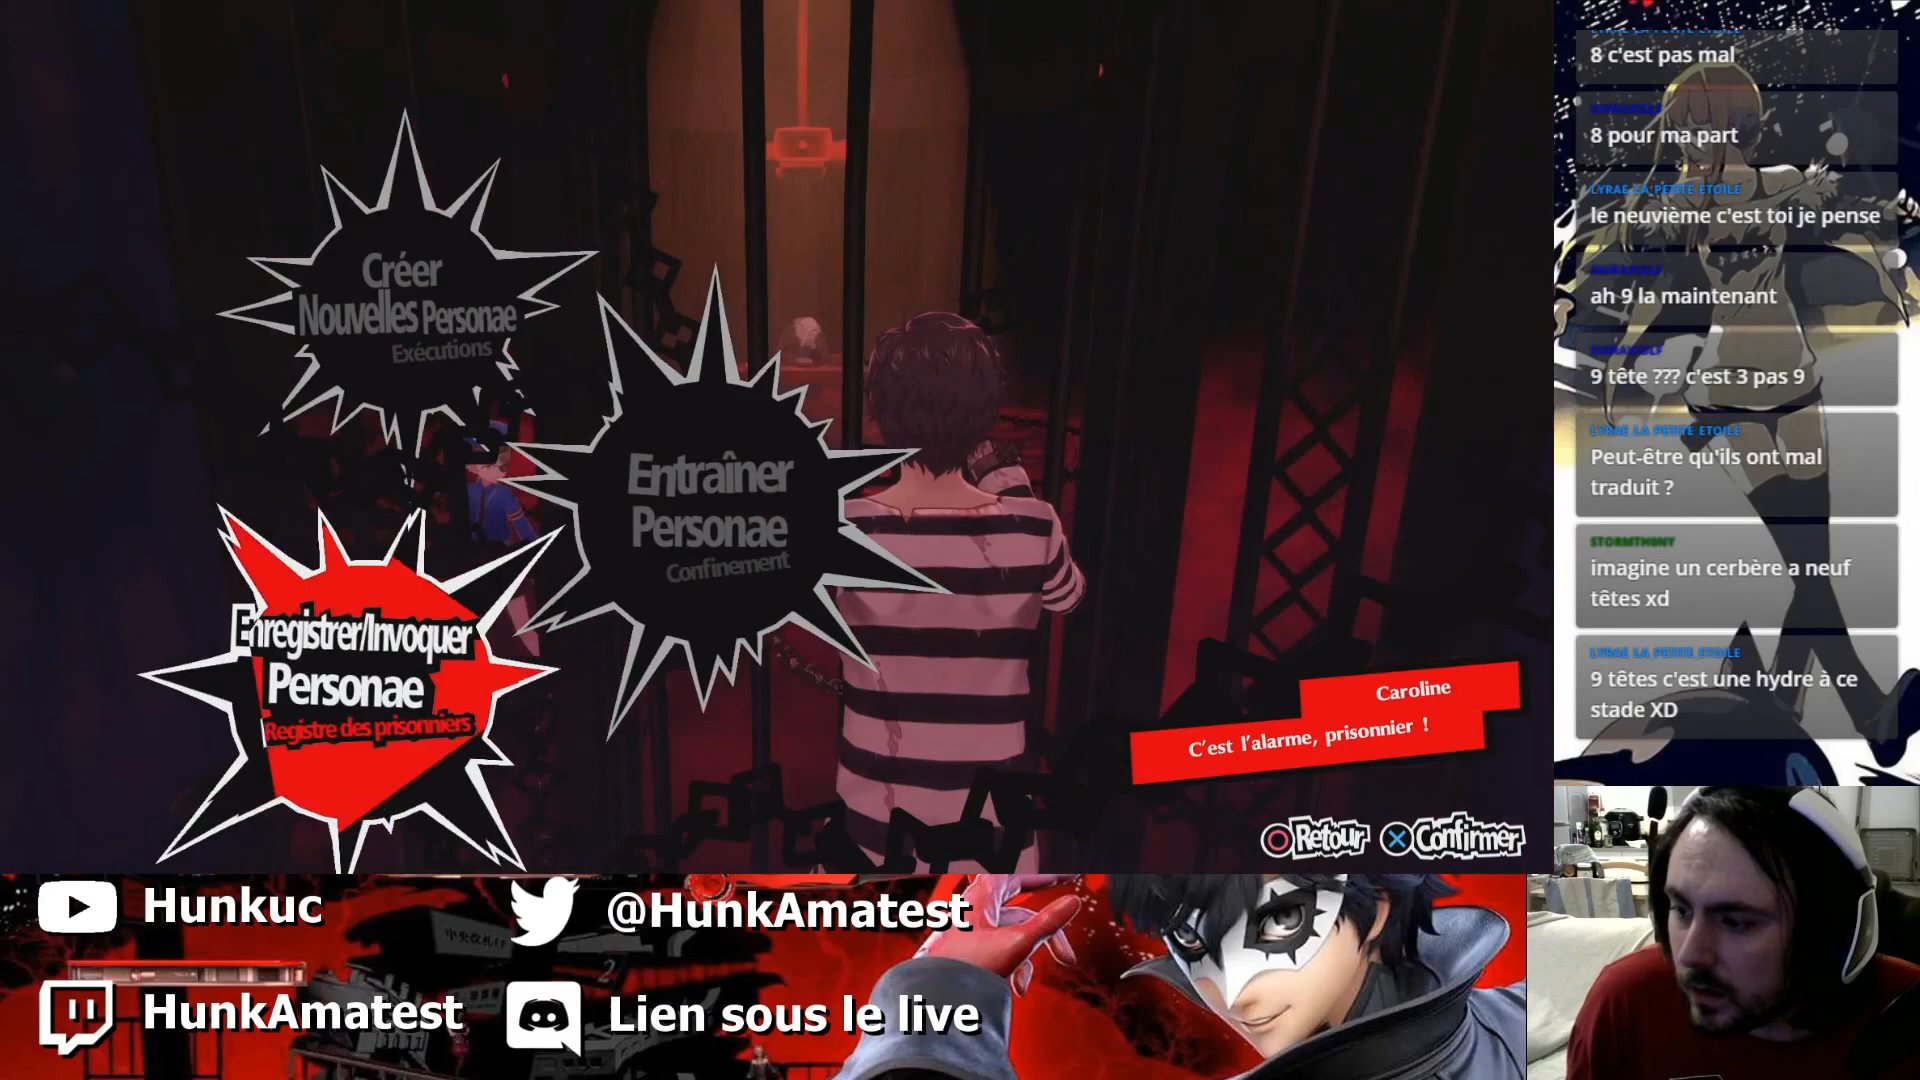 Créer
Nouvelles Personae
Exécutions
Entraîner
Personae
Confinement
Enregistrer/Invoquer
Personae
Registre des prisonniers
Caroline
C'est l'alarme, prisonnier !
Retour
Confirmer
8 c'est pas mal
8 pour ma part
LYRAE LA PETITE ETOILE
le neuvième c'est toi je pense
ah 9 la maintenant
9 tête ??? c'est 3 pas 9
LYRAE LA PETITE ETOILE
Peut-être qu'ils ont mal
traduit ?
STORMTHONY
imagine un cerbère a neuf
têtes xd
LYRAE LA PETITE ETOILE
9 têtes c'est une hydre à ce
stade XD
Hunkuc
@HunkAmatest
HunkAmatest
Lien sous le live